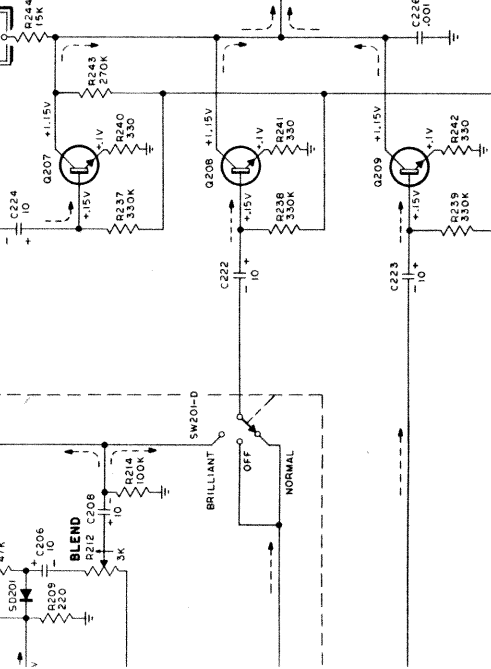 R244
15K
C226
.001
R243
270K
+1.15V
+1.15V
+1.15V
R240
330
R241
330
R242
330
+.1V
+.1V
+.1V
Q207
Q208
Q209
C224
10
- +
+.15V
+.15V
+.15V
R237
330K
R238
330K
R239
330K
C222
+
10
-
C223
+
10
-
SW201-D
BRILLIANT
OFF
NORMAL
R214
100K
C208
+
10
BLEND
R212
3K
C206
+ 10 -
47K
SD201
R209
220
V